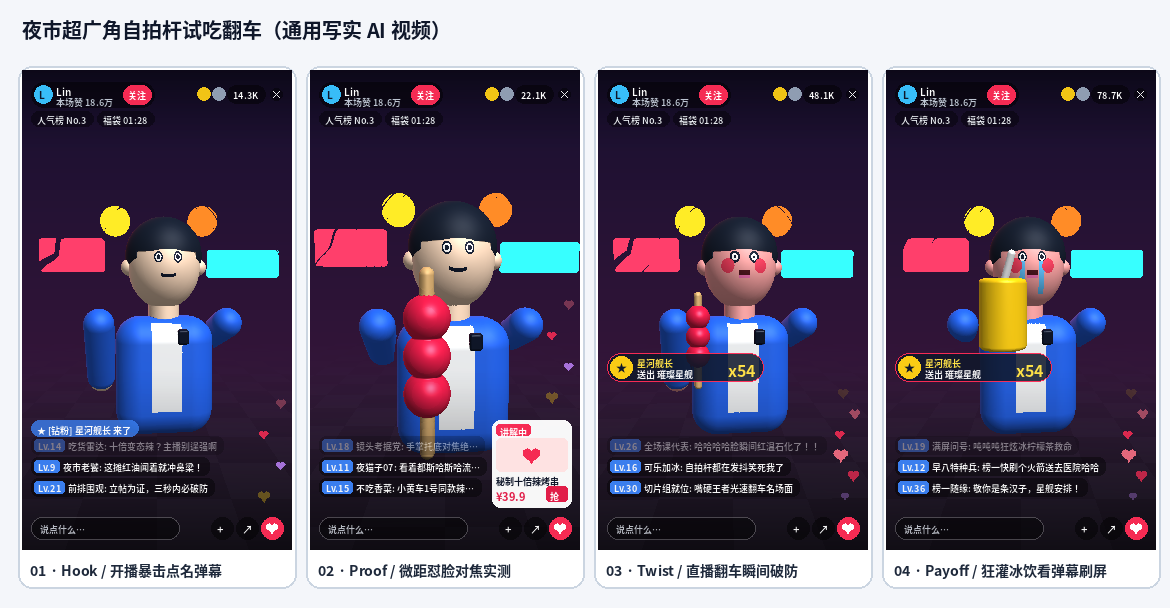 夜市超广角自拍杆试吃翻车（通用写实 AI 视频）
L Lin
本场赞 18.6万
关注
14.3K ×
人气榜 No.3 福袋 01:28
★ [钻粉] 星河舰长 来了
Lv.14 吃货雷达: 十倍变态辣？主播别逞强啊
Lv.9 夜市老饕: 这摊红油闻着就冲鼻梁！
Lv.21 前排围观: 立帖为证，三秒内必破防
说点什么…
+ ↗
01 · Hook / 开播暴击点名弹幕
L Lin
本场赞 18.6万
关注
22.1K ×
人气榜 No.3 福袋 01:28
Lv.18 镜头考据党: 手掌托底对焦绝…
Lv.11 夜猫子07: 看着都斯哈斯哈流…
Lv.15 不吃香菜: 小黄车1号同款辣…
讲解中
秘制十倍辣烤串
¥39.9 抢
说点什么…
+ ↗
02 · Proof / 微距怼脸对焦实测
L Lin
本场赞 18.6万
关注
48.1K ×
人气榜 No.3 福袋 01:28
★ 星河舰长
送出 璀璨星舰 x54
Lv.26 全场课代表: 哈哈哈哈脸瞬间红温石化了！！
Lv.16 可乐加冰: 自拍杆都在发抖笑死我了
Lv.30 切片组就位: 嘴硬王者光速翻车名场面
说点什么…
+ ↗
03 · Twist / 直播翻车瞬间破防
L Lin
本场赞 18.6万
关注
78.7K ×
人气榜 No.3 福袋 01:28
★ 星河舰长
送出 璀璨星舰 x54
Lv.19 满屏问号: 吨吨吨狂炫冰柠檬茶救命
Lv.12 早八特种兵: 榜一快刷个火箭送去医院哈哈
Lv.36 榜一随缘: 敬你是条汉子，星舰安排！
说点什么…
+ ↗
04 · Payoff / 狂灌冰饮看弹幕刷屏